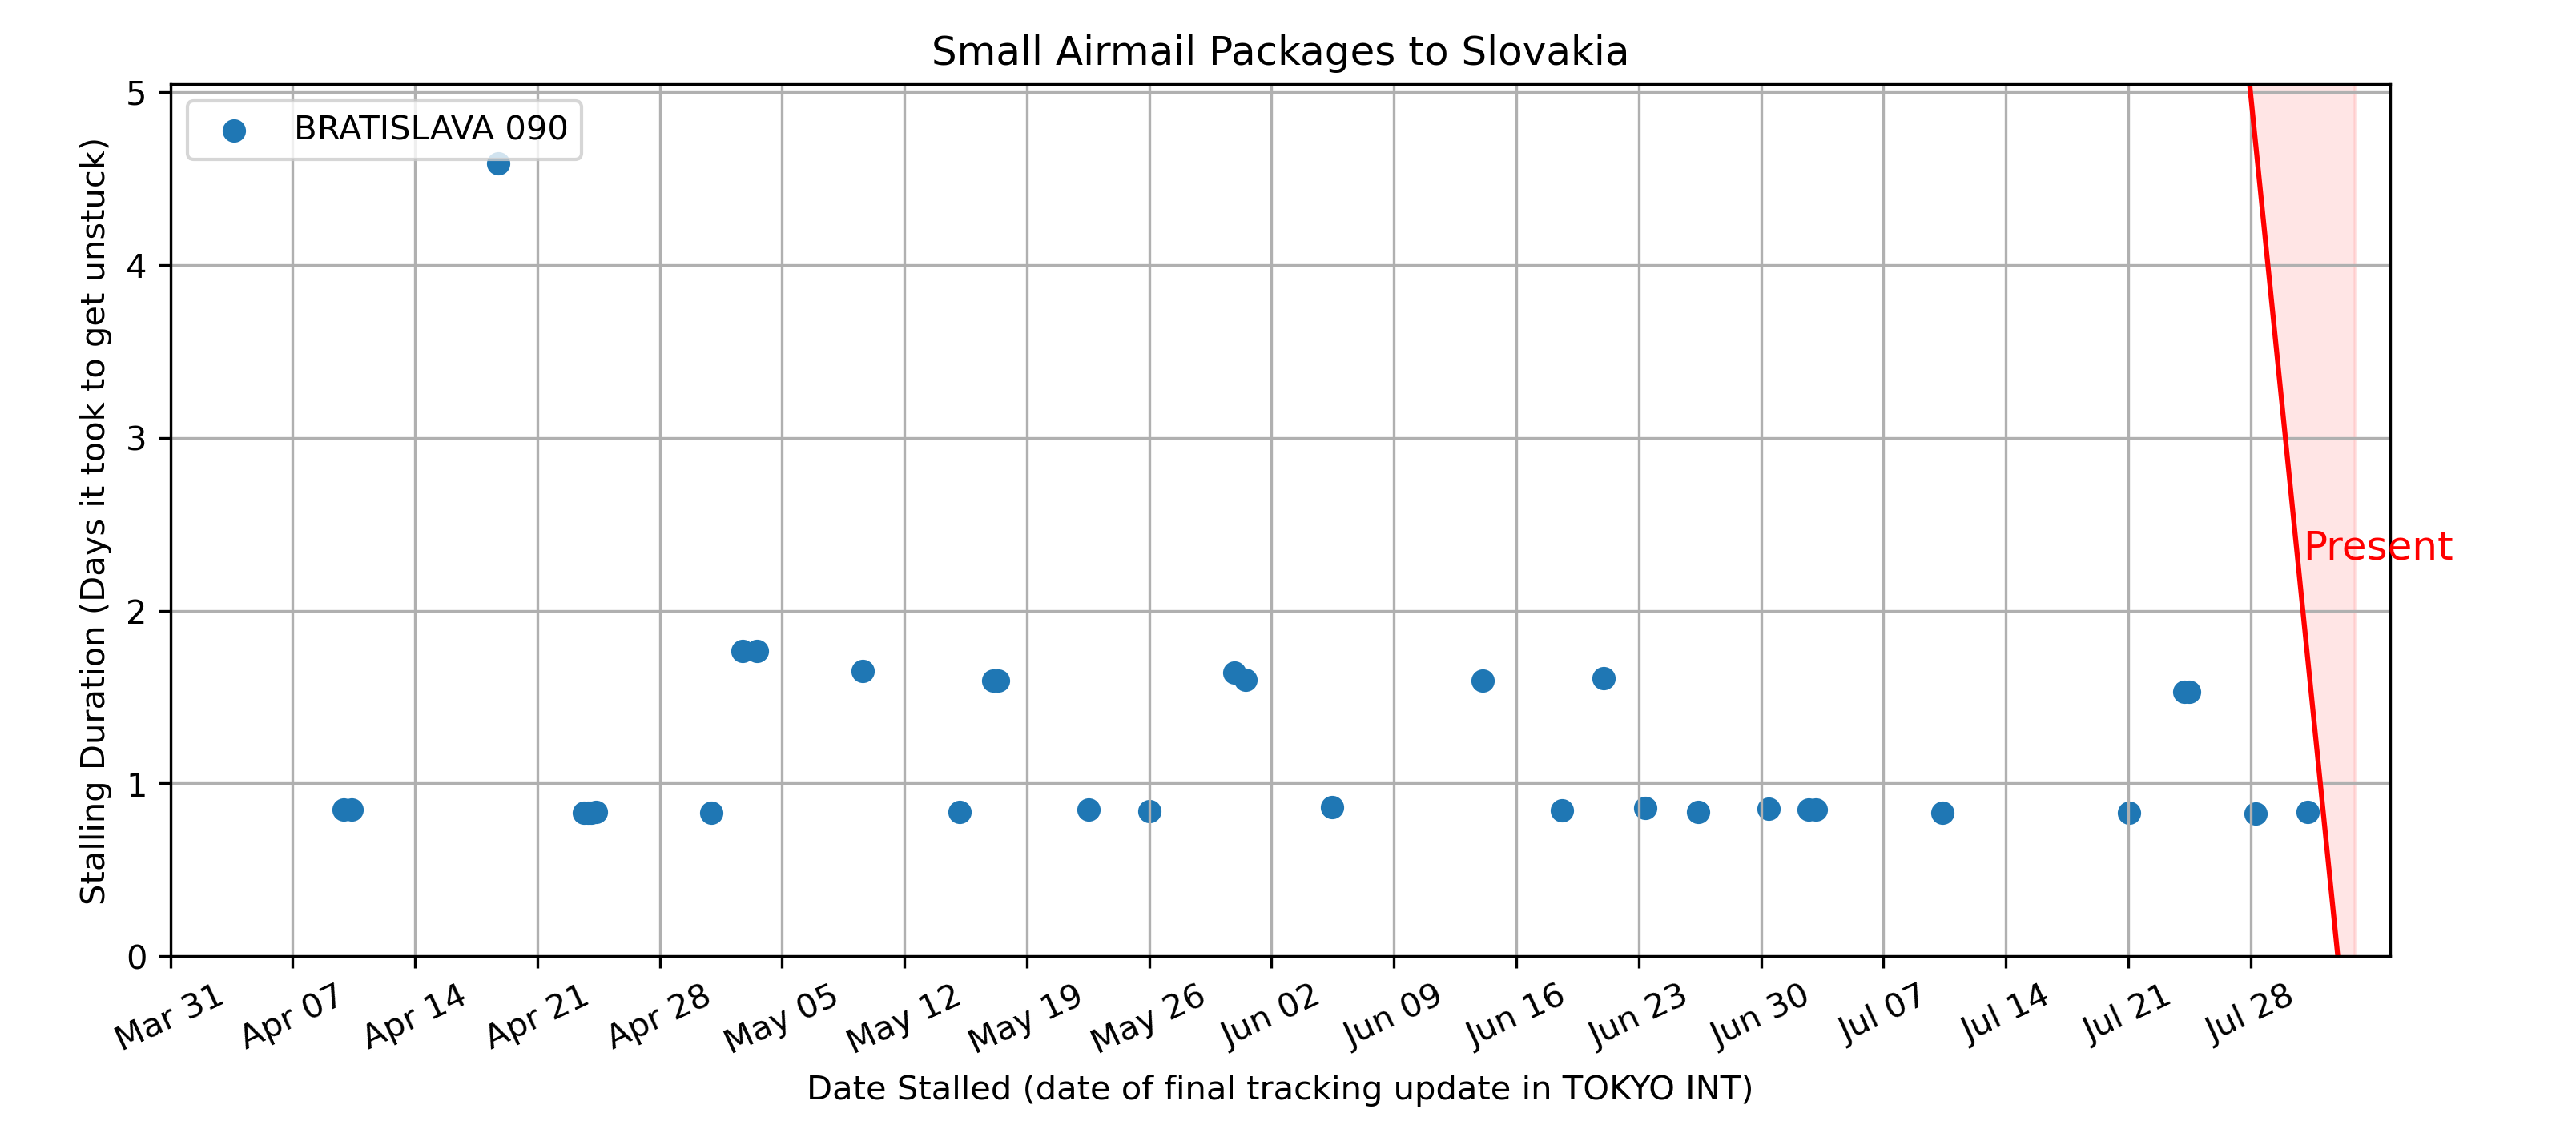 Small Airmail Packages to Slovakia
BRATISLAVA 090
Stalling Duration (Days it took to get unstuck)
5
4
3
2
1
0
Present
Mar 31
Apr 07
Apr 14
Apr 21
Apr 28
May 05
May 12
May 19
May 26
Jun 02
Jun 09
Jun 16
Jun 23
Jun 30
Jul 07
Jul 14
Jul 21
Jul 28
Date Stalled (date of final tracking update in TOKYO INT)